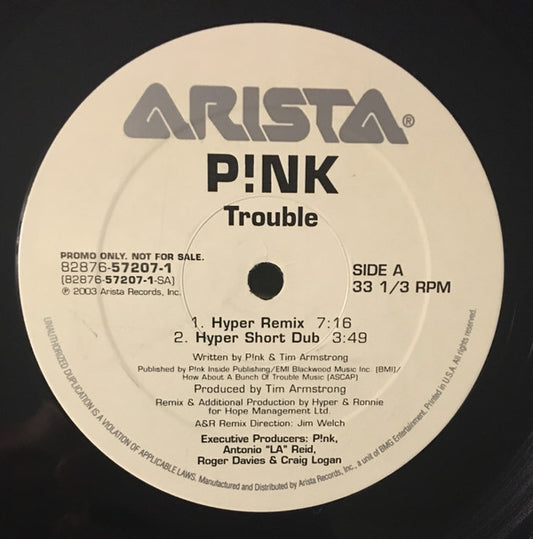 ARISTA®
P!NK
Trouble
PROMO ONLY. NOT FOR SALE.
82876-57207-1
(82876-57207-1-SA)
℗ 2003 Arista Records, Inc.
SIDE A
33 1/3 RPM
1. Hyper Remix 7:16
2. Hyper Short Dub 3:49
Written by P!nk & Tim Armstrong
Published by P!nk Inside Publishing/EMI Blackwood Music Inc. (BMI)/
How About A Bunch Of Trouble Music (ASCAP)
Produced by Tim Armstrong
Remix & Additional Production by Hyper & Ronnie
for Hope Management Ltd.
A&R Remix Direction: Jim Welch
Executive Producers: P!nk,
Antonio "LA" Reid,
Roger Davies & Craig Logan
UNAUTHORIZED DUPLICATION IS A VIOLATION OF APPLICABLE LAWS. Manufactured and Distributed by Arista Records, Inc., a unit of BMG Entertainment. Printed in U.S.A. All rights reserved.